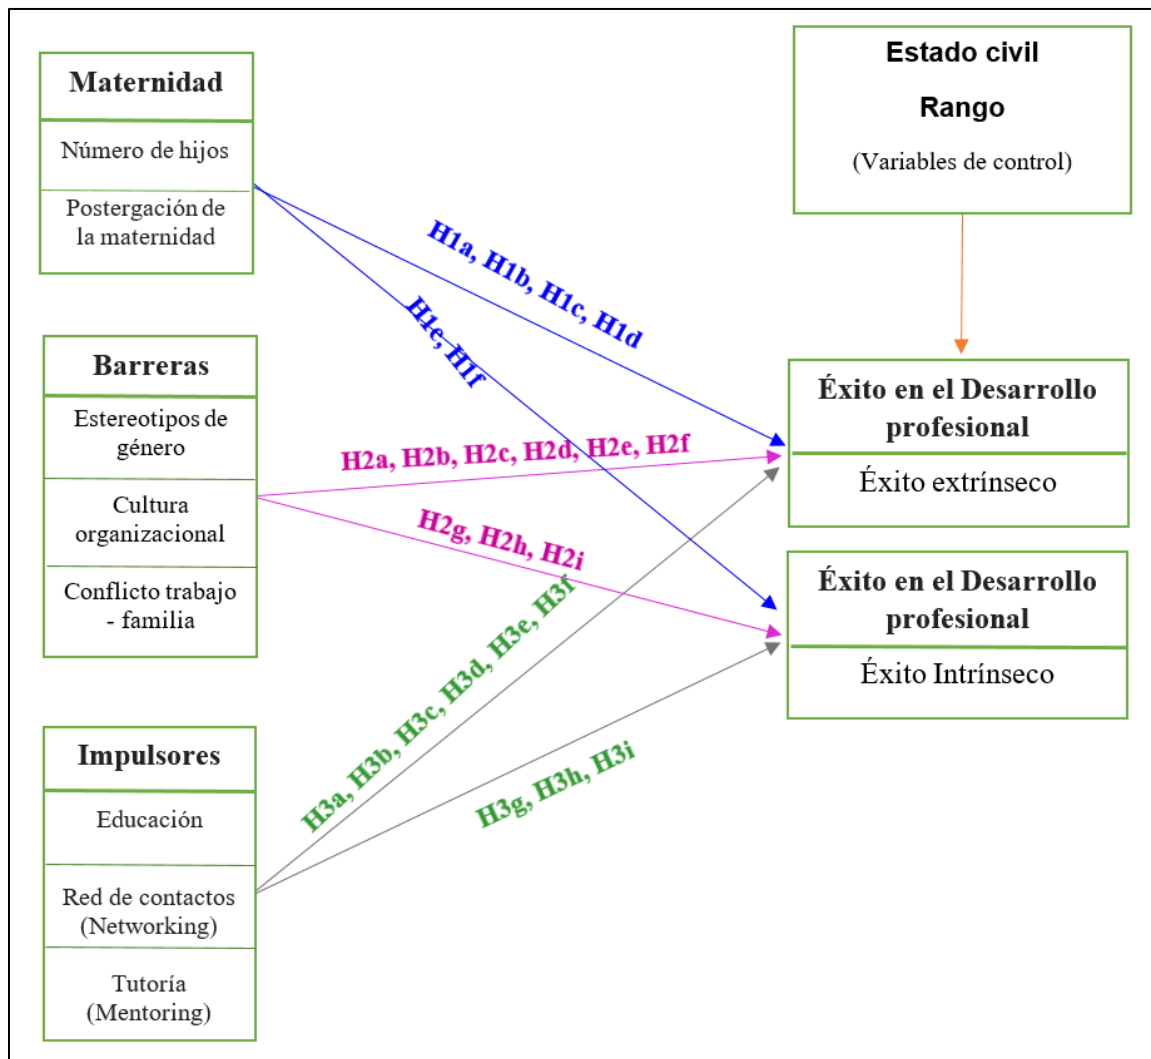 Maternidad
Número de hijos
Postergación de
la maternidad
Barreras
Estereotipos de
género
Cultura
organizacional
Conflicto trabajo
- familia
Impulsores
Educación
Red de contactos
(Networking)
Tutoría
(Mentoring)
H1a, H1b, H1c, H1d
H1e, H1f
H2a, H2b, H2c, H2d, H2e, H2f
H2g, H2h, H2i
H3a, H3b, H3c, H3d, H3e, H3f
H3g, H3h, H3i
Estado civil
Rango
(Variables de control)
Éxito en el Desarrollo
profesional
Éxito extrínseco
Éxito en el Desarrollo
profesional
Éxito Intrínseco